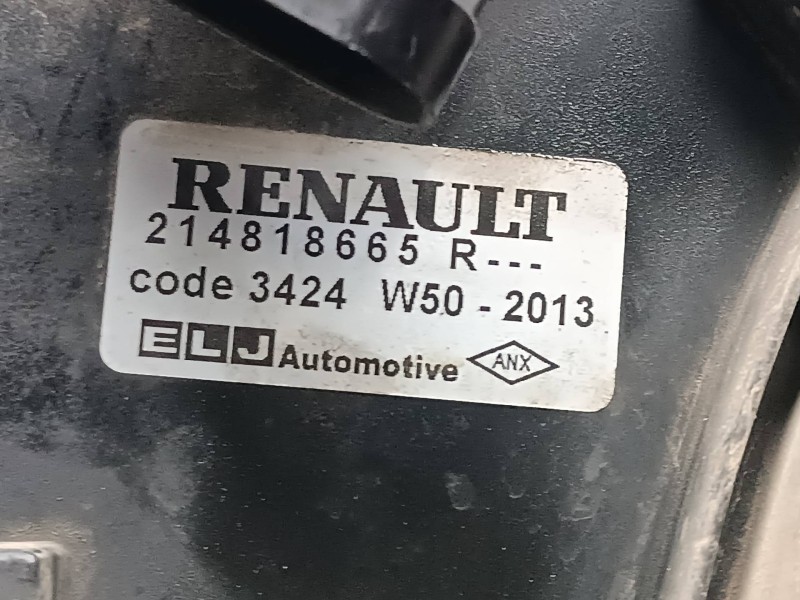 RENAULT
214818665 R---
code 3424 W50 - 2013
ELJ Automotive ANX